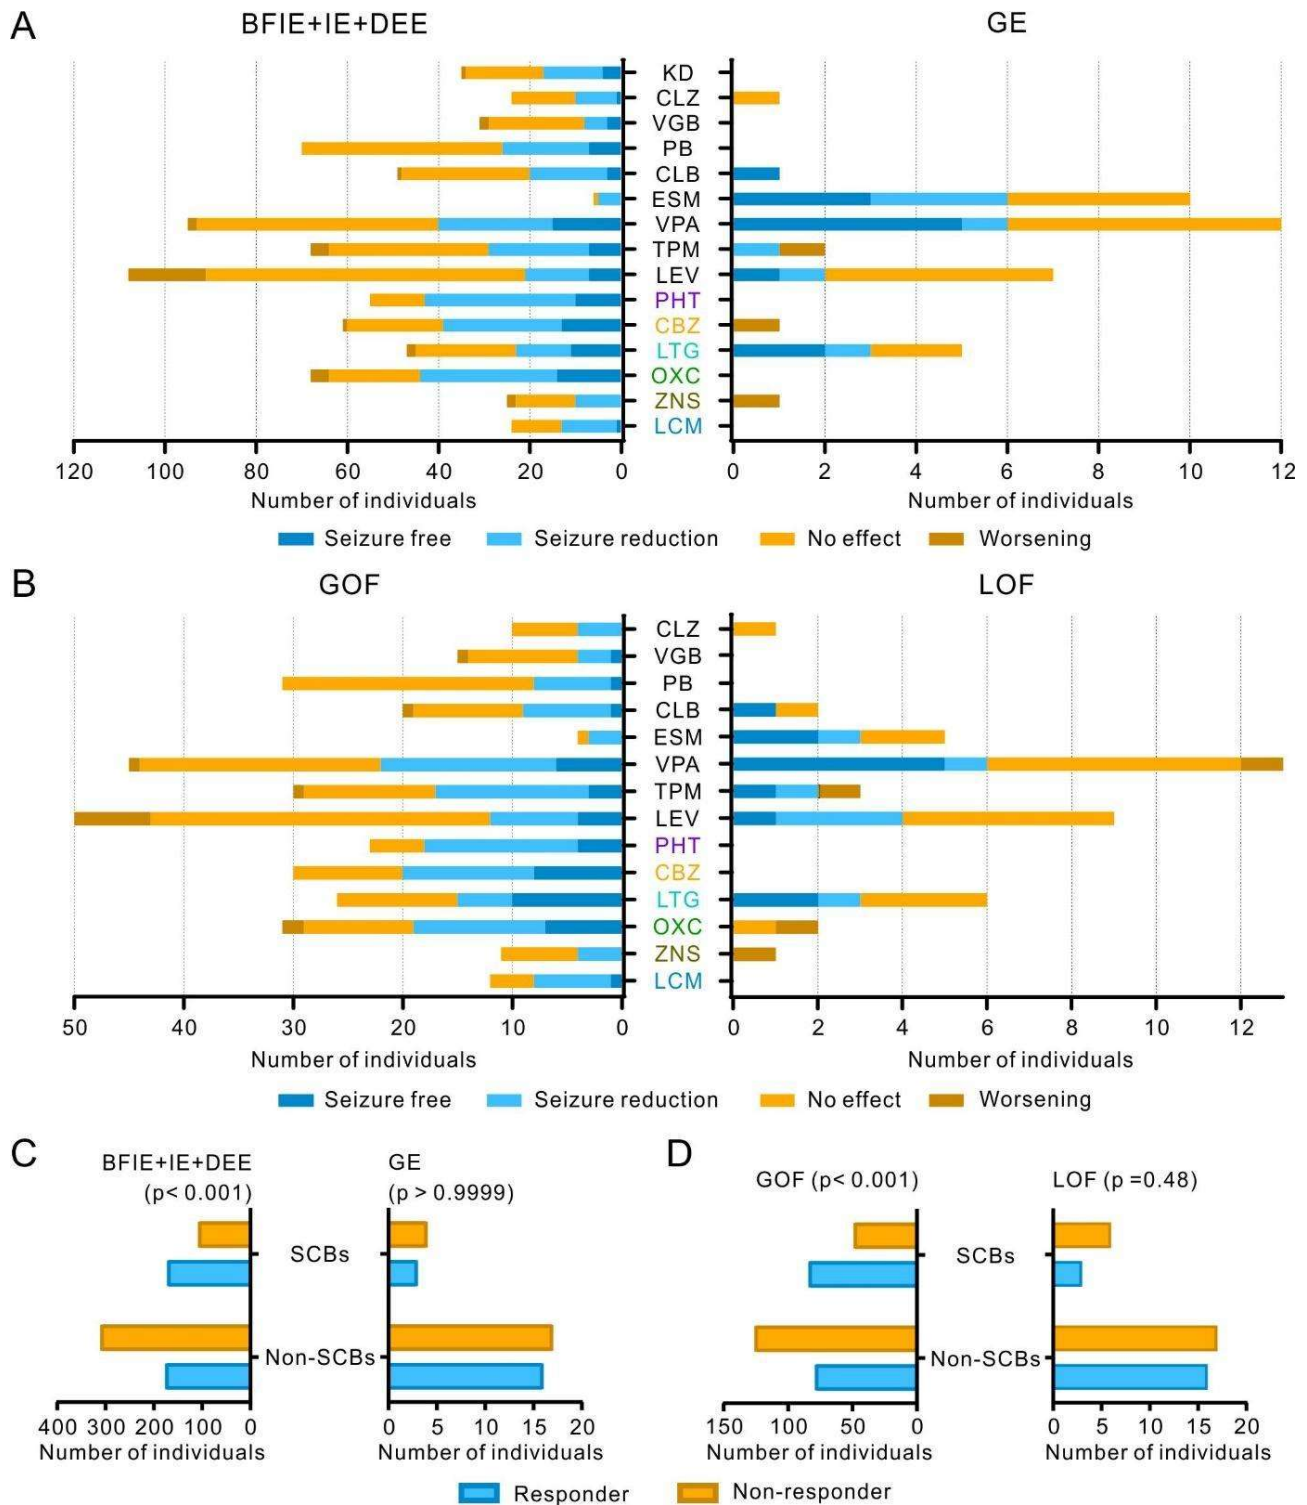 A
BFIE+IE+DEE
GE
KD
CLZ
VGB
PB
CLB
ESM
VPA
TPM
LEV
PHT
CBZ
LTG
OXC
ZNS
LCM
120 100 80 60 40 20 0
0 2 4 6 8 10 12
Number of individuals
Number of individuals
Seizure free Seizure reduction No effect Worsening
B
GOF
LOF
CLZ
VGB
PB
CLB
ESM
VPA
TPM
LEV
PHT
CBZ
LTG
OXC
ZNS
LCM
50 40 30 20 10 0
0 2 4 6 8 10 12
Number of individuals
Number of individuals
Seizure free Seizure reduction No effect Worsening
C
BFIE+IE+DEE
(p< 0.001)
GE
(p > 0.9999)
SCBs
Non-SCBs
400 300 200 100 0
0 5 10 15 20
Number of individuals
Number of individuals
D
GOF (p< 0.001)
LOF (p =0.48)
SCBs
Non-SCBs
150 100 50 0
0 5 10 15 20
Number of individuals
Number of individuals
Responder Non-responder